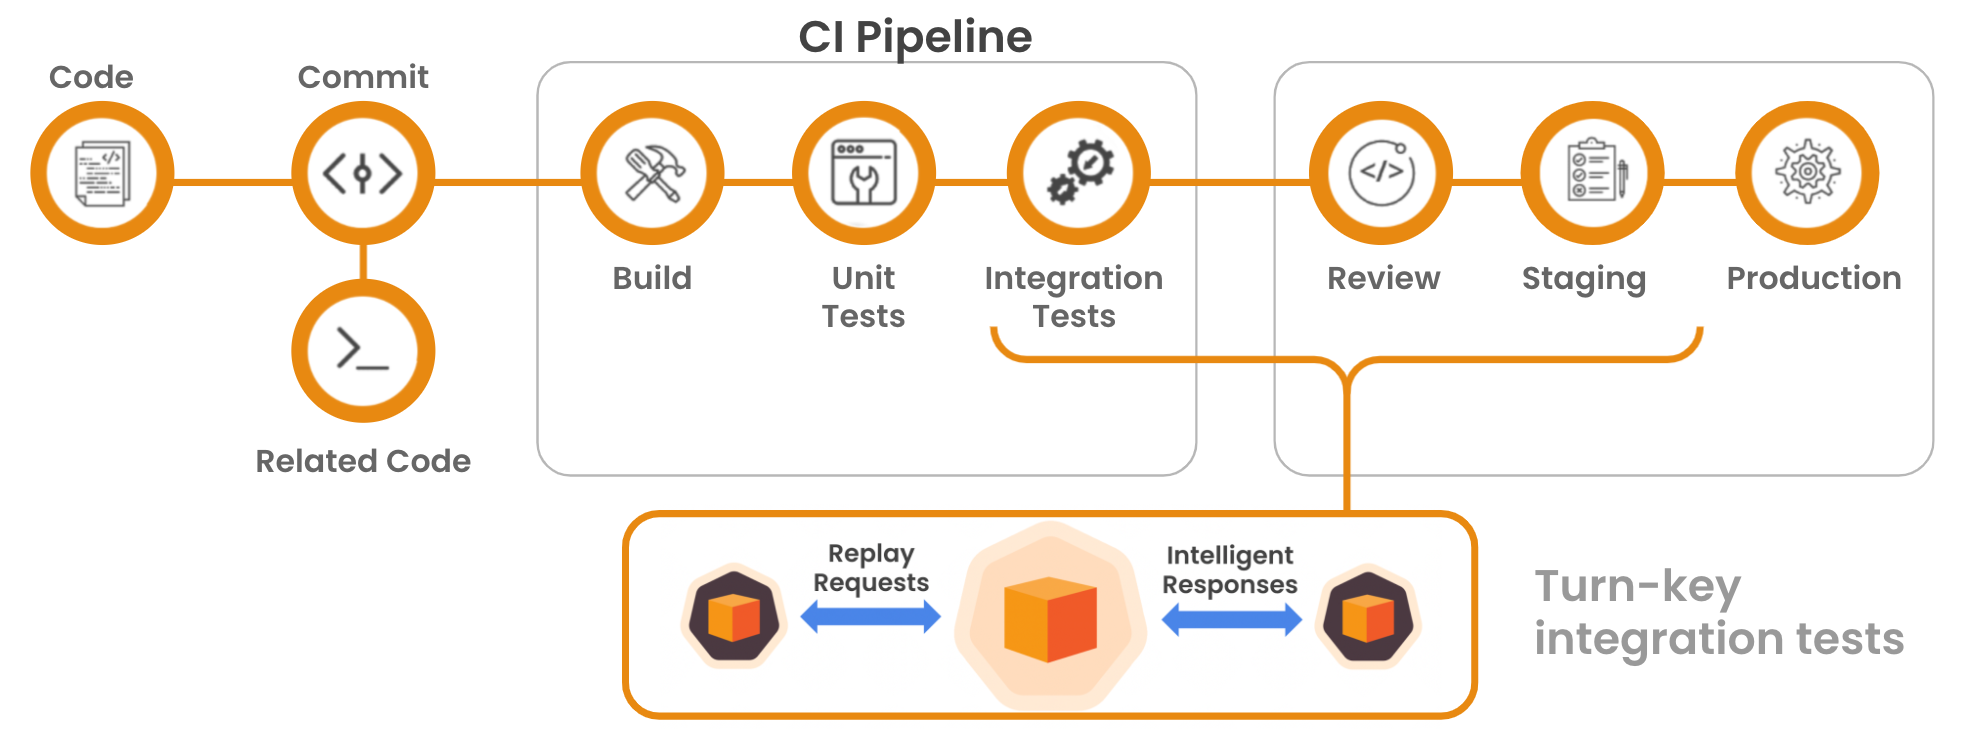 CI Pipeline
Code
Commit
Build
Unit
Tests
Integration
Tests
Review
Staging
Production
Related Code
Replay
Requests
Intelligent
Responses
Turn-key
integration tests